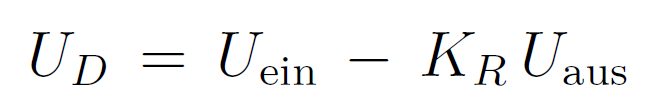 U_D = U_ein − K_R U_aus